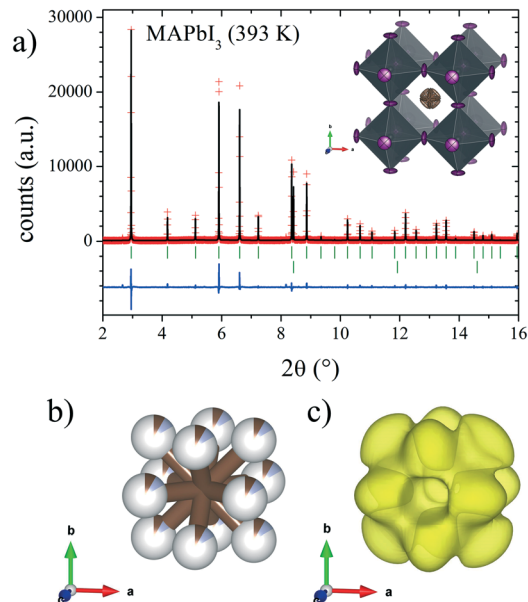 a)
MAPbI₃ (393 K)
30000
20000
10000
0
counts (a.u.)
b
a
2 4 6 8 10 12 14 16
2θ (°)
b) c)
b b
a a